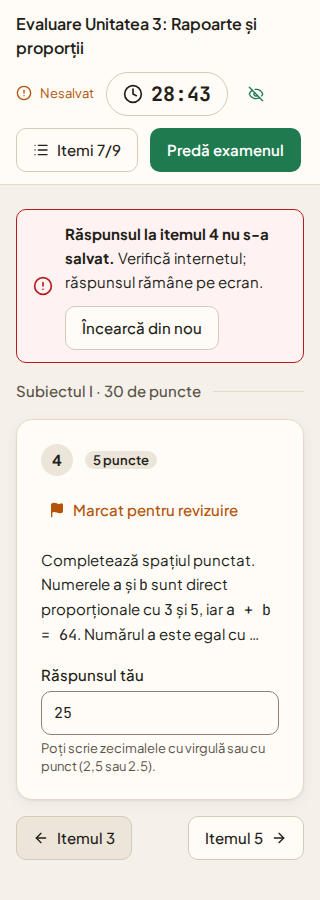 Evaluare Unitatea 3: Rapoarte și
proporții
Nesalvat
28:43
Itemi 7/9
Predă examenul
Răspunsul la itemul 4 nu s-a
salvat. Verifică internetul;
răspunsul rămâne pe ecran.
Încearcă din nou
Subiectul I · 30 de puncte
4
5 puncte
Marcat pentru revizuire
Completează spațiul punctat.
Numerele a și b sunt direct
proporționale cu 3 și 5, iar a + b
= 64. Numărul a este egal cu …
Răspunsul tău
25
Poți scrie zecimalele cu virgulă sau cu
punct (2,5 sau 2.5).
Itemul 3
Itemul 5